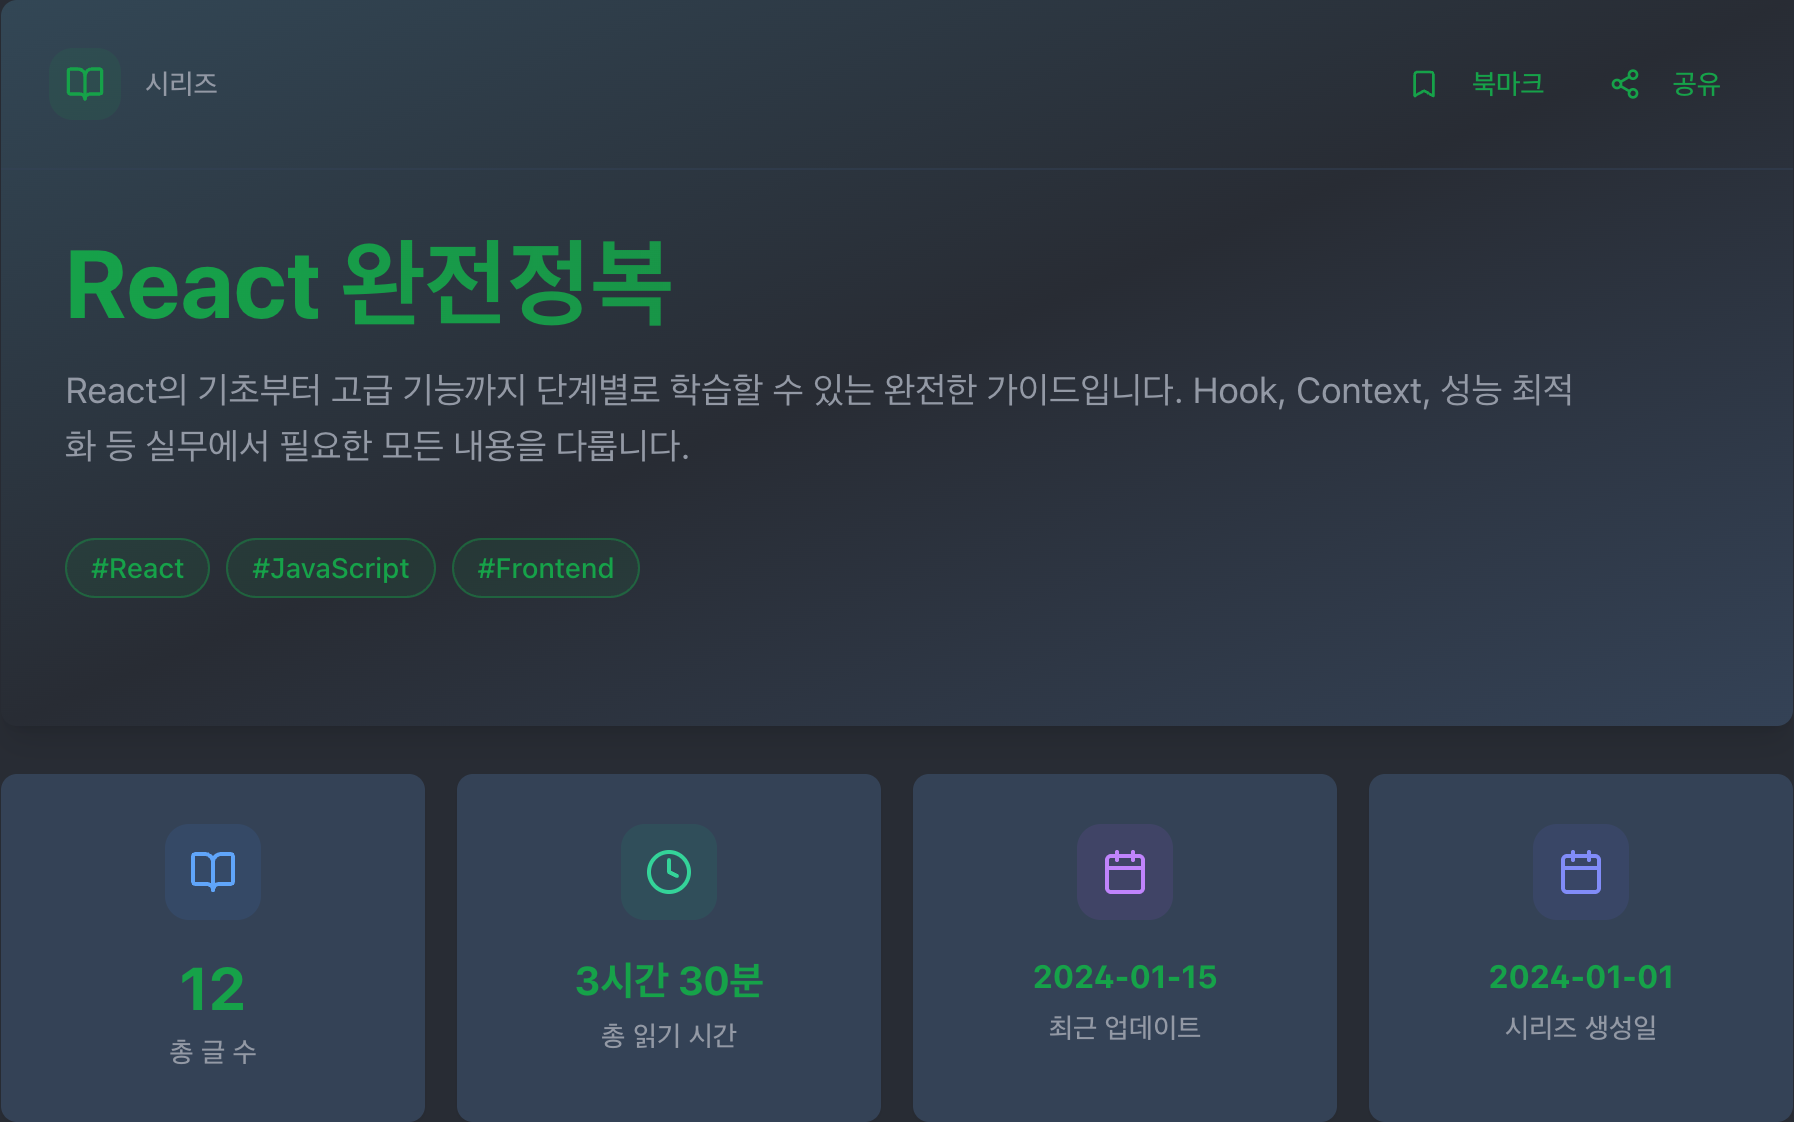 시리즈
북마크
공유
React 완전정복
React의 기초부터 고급 기능까지 단계별로 학습할 수 있는 완전한 가이드입니다. Hook, Context, 성능 최적
화 등 실무에서 필요한 모든 내용을 다룹니다.
#React
#JavaScript
#Frontend
12
총 글 수
3시간 30분
총 읽기 시간
2024-01-15
최근 업데이트
2024-01-01
시리즈 생성일